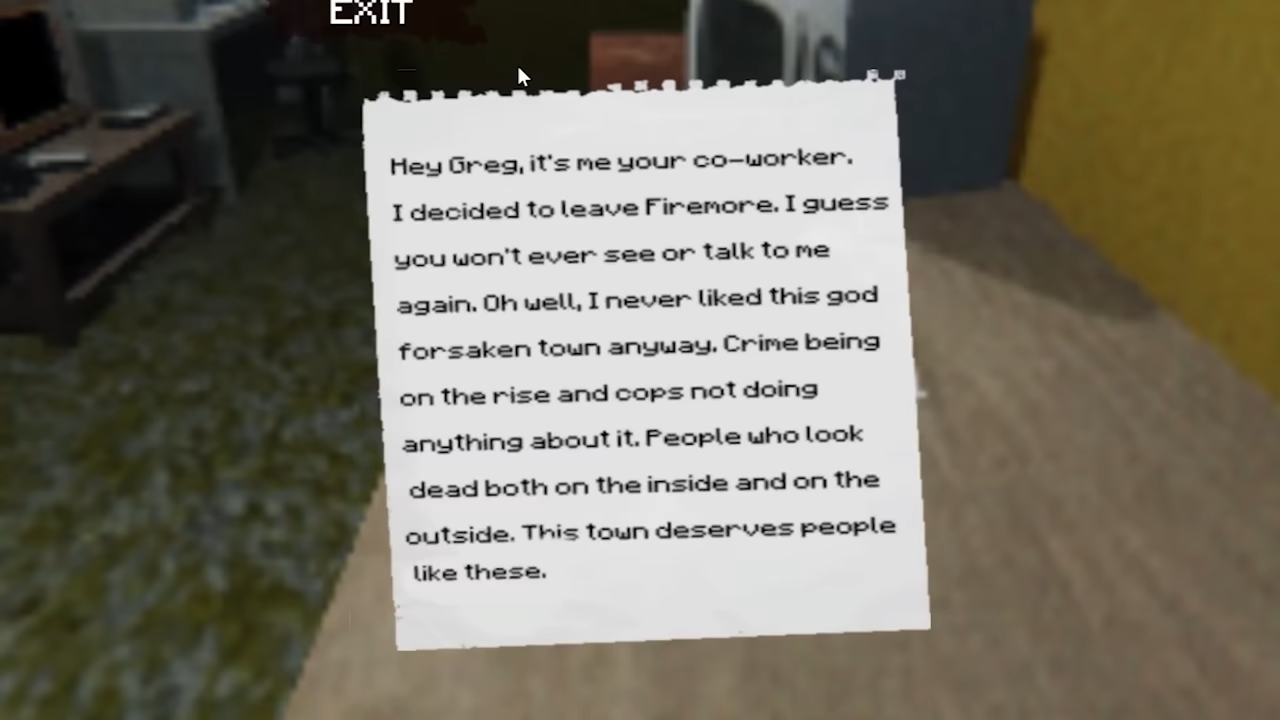 EXIT
Hey Greg, it's me your co-worker.
I decided to leave Firemore. I guess
you won't ever see or talk to me
again. Oh well, I never liked this god
forsaken town anyway. Crime being
on the rise and cops not doing
anything about it. People who look
dead both on the inside and on the
outside. This town deserves people
like these.